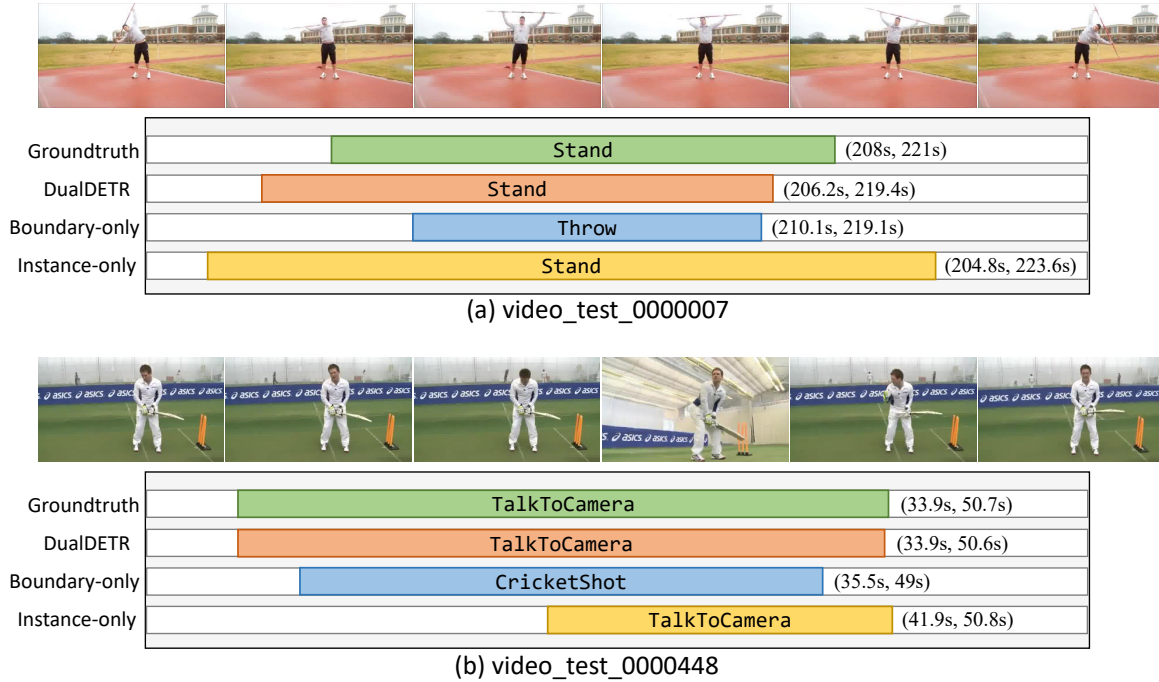 Groundtruth Stand (208s, 221s)
DualDETR Stand (206.2s, 219.4s)
Boundary-only Throw (210.1s, 219.1s)
Instance-only Stand (204.8s, 223.6s)
(a) video_test_0000007
asics asics asics asics asics asics
Groundtruth TalkToCamera (33.9s, 50.7s)
DualDETR TalkToCamera (33.9s, 50.6s)
Boundary-only CricketShot (35.5s, 49s)
Instance-only TalkToCamera (41.9s, 50.8s)
(b) video_test_0000448